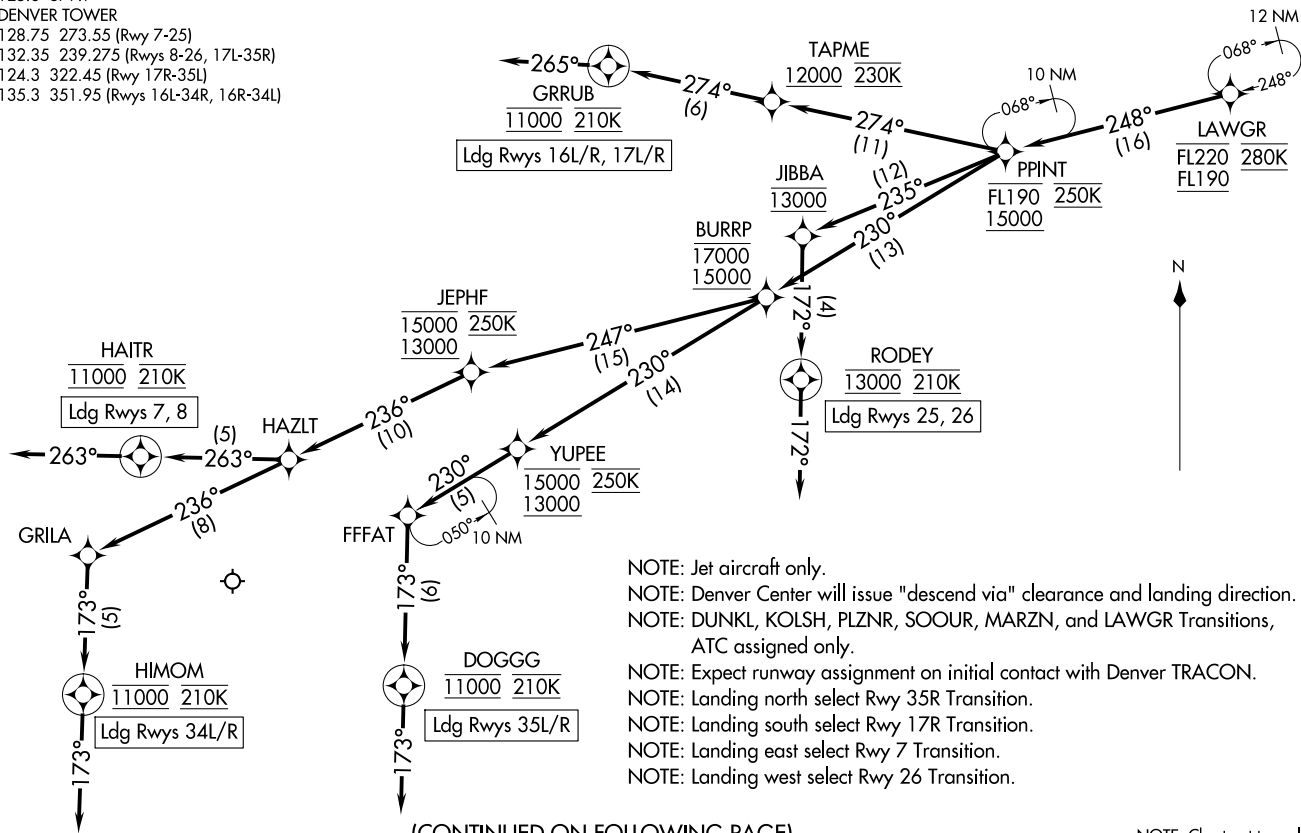 DENVER TOWER
128.75 273.55 (Rwy 7-25)
132.35 239.275 (Rwys 8-26, 17L-35R)
124.3 322.45 (Rwy 17R-35L)
135.3 351.95 (Rwys 16L-34R, 16R-34L)
12 NM
068°
248°
LAWGR
FL220 280K
FL190
248°
(16)
10 NM
068°
PPINT
FL190 250K
15000
TAPME
12000 230K
274°
(11)
274°
(6)
265°
GRRUB
11000 210K
Ldg Rwys 16L/R, 17L/R
(12)
235°
JIBBA
13000
230°
(13)
BURRP
17000
15000
172°
(4)
RODEY
13000 210K
Ldg Rwys 25, 26
172°
N
JEPHF
15000 250K
13000
247°
(15)
230°
(14)
HAITR
11000 210K
Ldg Rwys 7, 8
HAZLT
236°
(10)
(5)
263°
263°
YUPEE
15000 250K
13000
230°
(5)
050°
10 NM
FFFAT
236°
(8)
GRILA
173°
(5)
HIMOM
11000 210K
Ldg Rwys 34L/R
173°
173°
(6)
DOGGG
11000 210K
Ldg Rwys 35L/R
173°
NOTE: Jet aircraft only.
NOTE: Denver Center will issue "descend via" clearance and landing direction.
NOTE: DUNKL, KOLSH, PLZNR, SOOUR, MARZN, and LAWGR Transitions,
ATC assigned only.
NOTE: Expect runway assignment on initial contact with Denver TRACON.
NOTE: Landing north select Rwy 35R Transition.
NOTE: Landing south select Rwy 17R Transition.
NOTE: Landing east select Rwy 7 Transition.
NOTE: Landing west select Rwy 26 Transition.
(CONTINUED ON FOLLOWING PAGE)